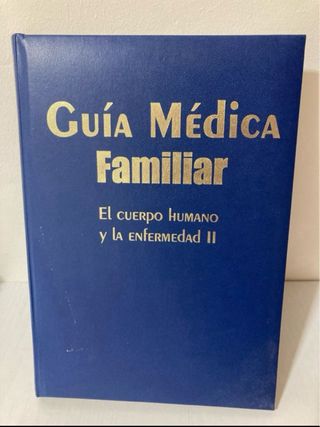 Guía Médica
Familiar
El cuerpo humano
y la enfermedad II